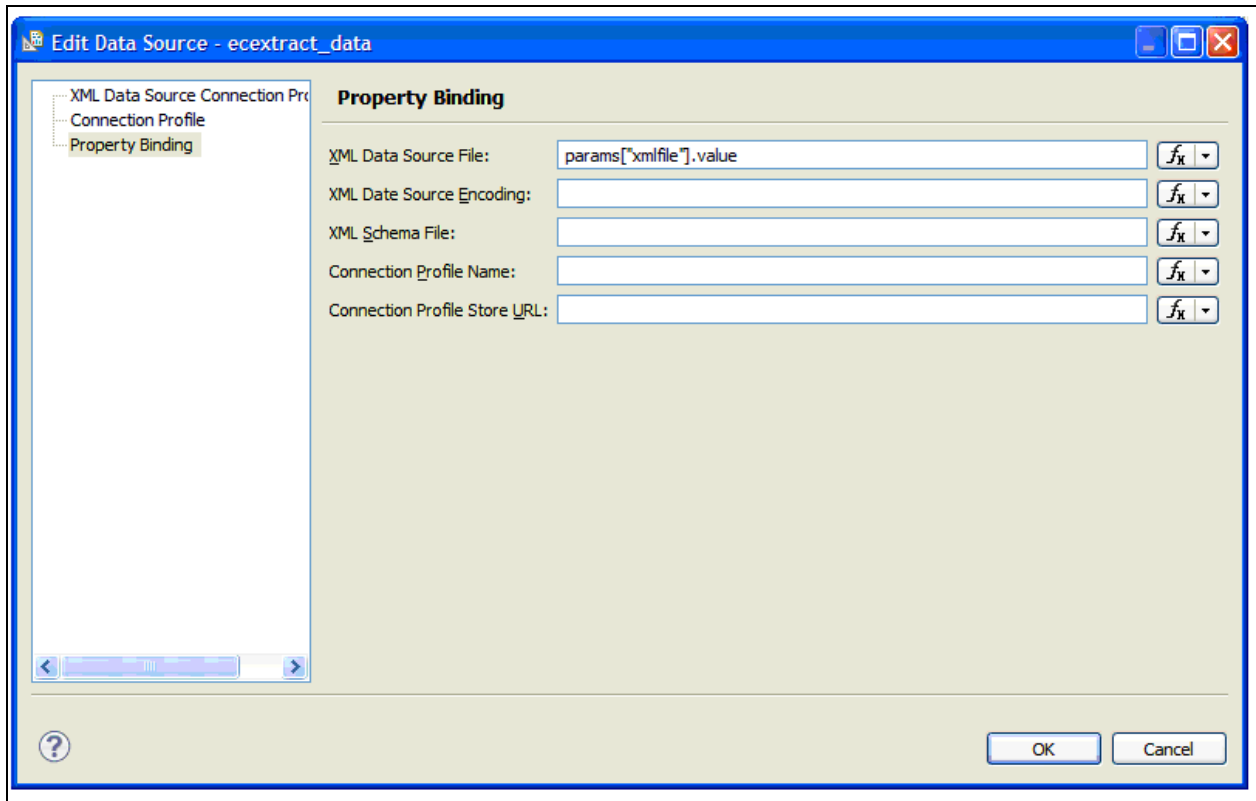 Edit Data Source - ecextract_data
XML Data Source Connection Pro
Connection Profile
Property Binding
Property Binding
XML Data Source File: params["xmlfile"].value
XML Date Source Encoding:
XML Schema File:
Connection Profile Name:
Connection Profile Store URL:
OK Cancel